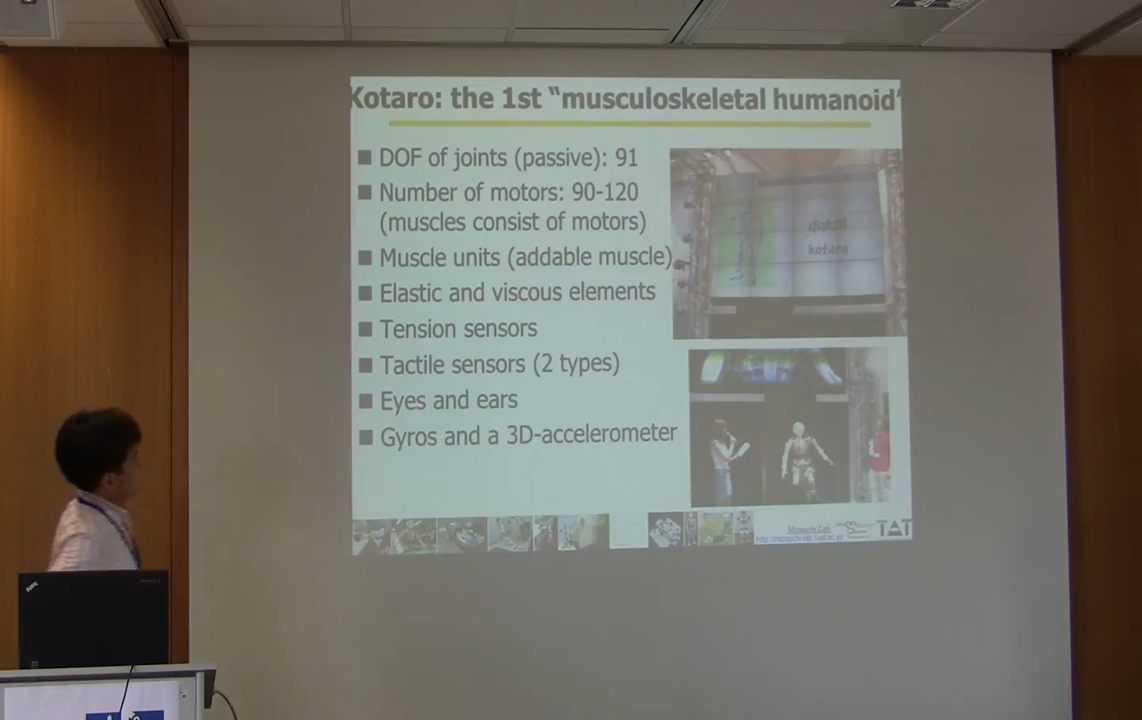 Kotaro: the 1st “musculoskeletal humanoid”
DOF of joints (passive): 91
Number of motors: 90-120
(muscles consist of motors)
Muscle units (addable muscle)
Elastic and viscous elements
Tension sensors
Tactile sensors (2 types)
Eyes and ears
Gyros and a 3D-accelerometer
kotaro
Mizuuchi Lab.
TAT